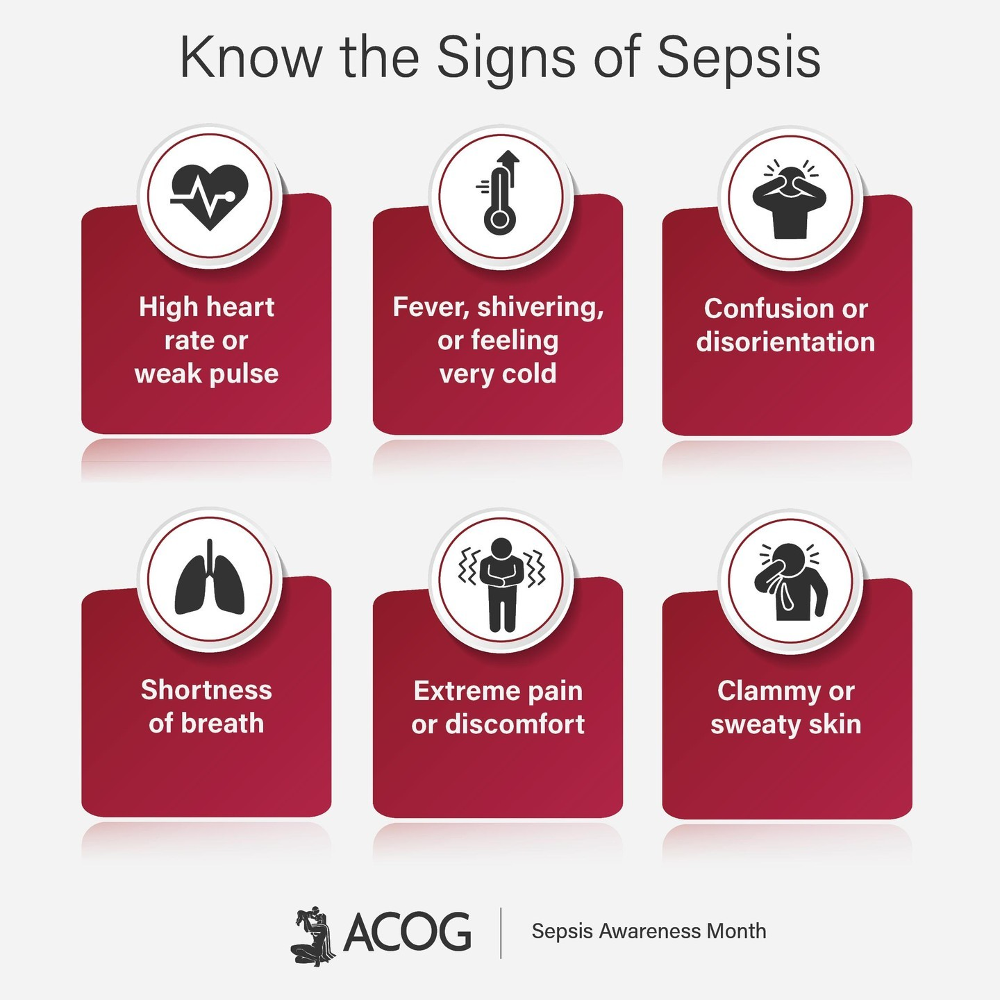 Know the Signs of Sepsis
High heart
rate or
weak pulse
Fever, shivering,
or feeling
very cold
Confusion or
disorientation
Shortness
of breath
Extreme pain
or discomfort
Clammy or
sweaty skin
ACOG
Sepsis Awareness Month